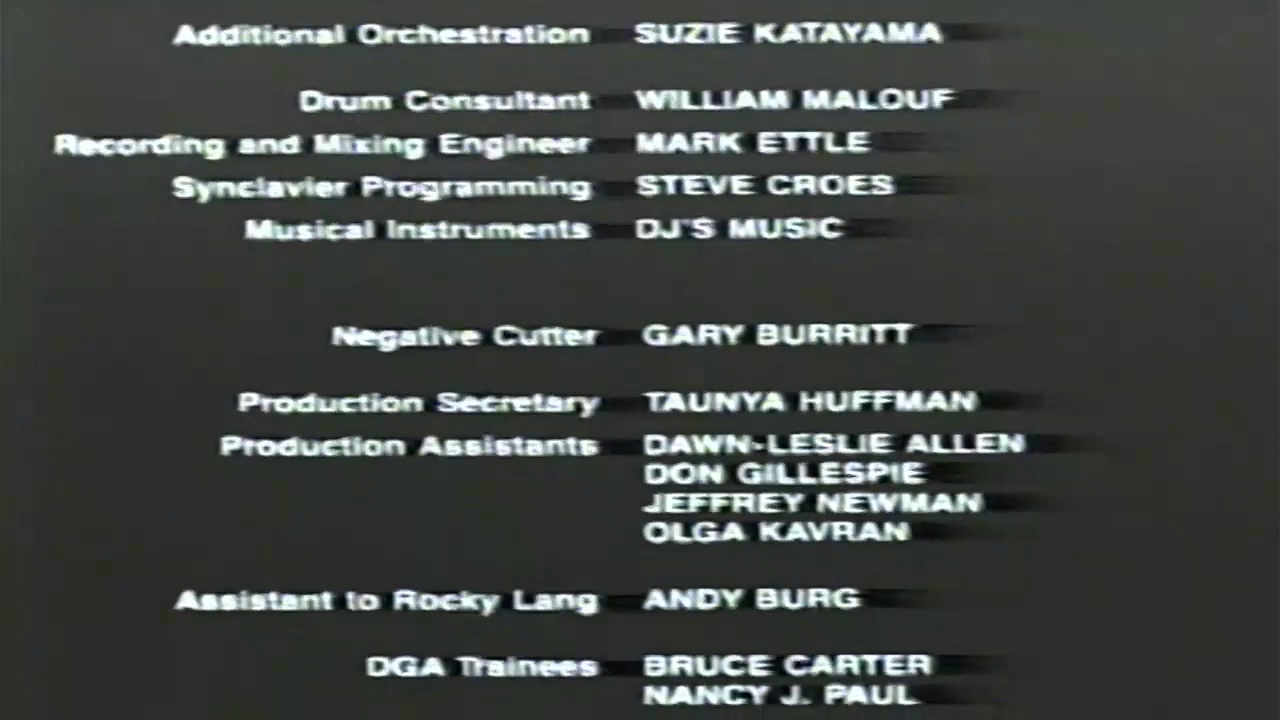 Additional Orchestration SUZIE KATAYAMA
Drum Consultant WILLIAM MALOUF
Recording and Mixing Engineer MARK ETTLE
Synclavier Programming STEVE CROES
Musical Instruments DJ'S MUSIC
Negative Cutter GARY BURRITT
Production Secretary TAUNYA HUFFMAN
Production Assistants DAWN-LESLIE ALLEN
DON GILLESPIE
JEFFREY NEWMAN
OLGA KAVRAN
Assistant to Rocky Lang ANDY BURG
DGA Trainees BRUCE CARTER
NANCY J. PAUL